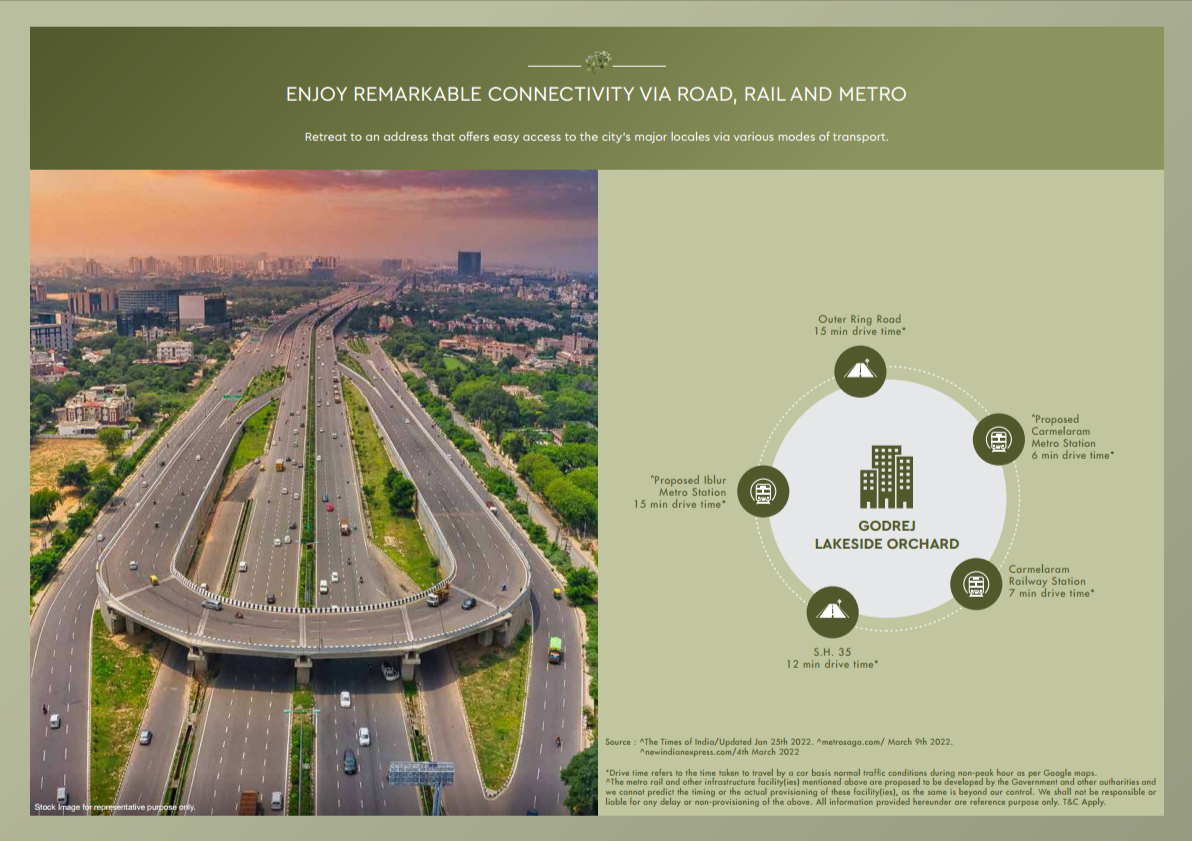 ENJOY REMARKABLE CONNECTIVITY VIA ROAD, RAIL AND METRO
Retreat to an address that offers easy access to the city's major locales via various modes of transport.
Stock Image for representative purpose only.
Outer Ring Road
15 min drive time*
^Proposed
Carmelaram
Metro Station
6 min drive time*
^Proposed Iblur
Metro Station
15 min drive time*
GODREJ
LAKESIDE ORCHARD
Carmelaram
Railway Station
7 min drive time*
S.H. 35
12 min drive time*
Source : ^The Times of India/Updated Jan 25th 2022. ^metrosaga.com/ March 9th 2022.
^newindianexpress.com/4th March 2022
*Drive time refers to the time taken to travel by a car basis normal traffic conditions during non-peak hour as per Google maps.
^The metro rail and other infrastructure facility(ies) mentioned above are proposed to be developed by the Government and other authorities and
we cannot predict the timing or the actual provisioning of these facility(ies), as the same is beyond our control. We shall not be responsible or
liable for any delay or non-provisioning of the above. All information provided hereunder are reference purpose only. T&C Apply.